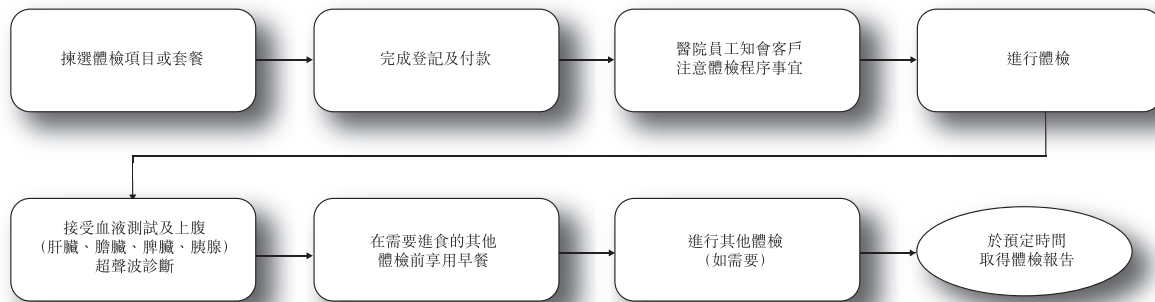 揀選體檢項目或套餐
完成登記及付款
醫院員工知會客戶
注意體檢程序事宜
進行體檢
接受血液測試及上腹
(肝臟、膽臟、脾臟、胰腺)
超聲波診斷
在需要進食的其他
體檢前享用早餐
進行其他體檢
(如需要)
於預定時間
取得體檢報告